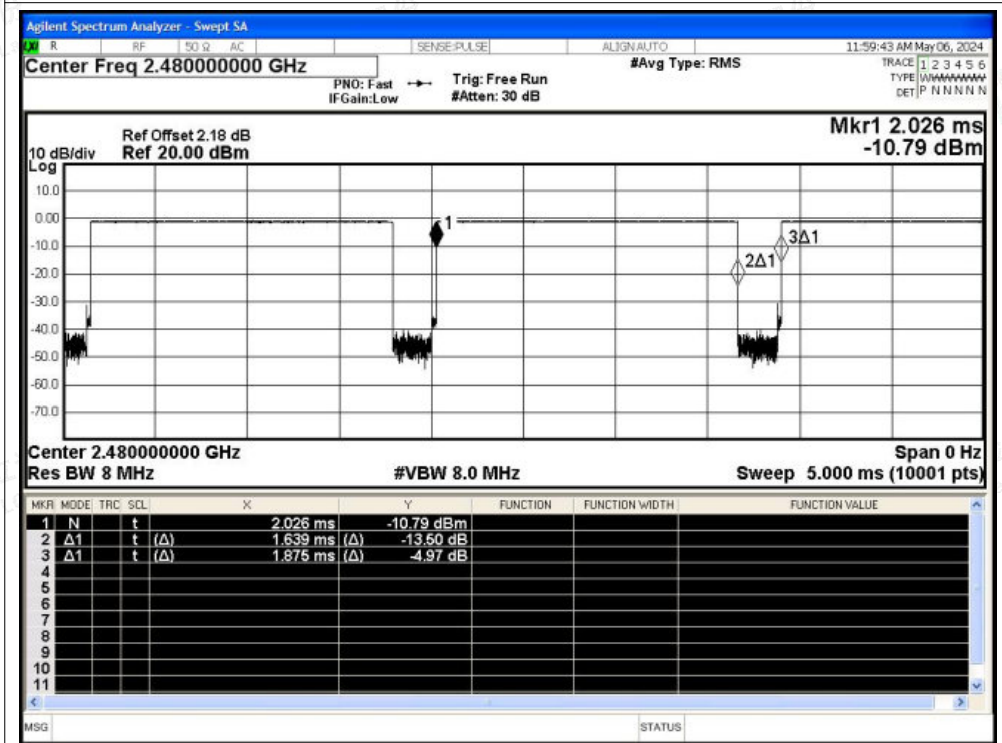 Agilent Spectrum Analyzer - Swept SA
LXI R RF 50 Ω AC SENSE:PULSE ALIGN AUTO 11:59:43 AM May 06, 2024
Center Freq 2.480000000 GHz #Avg Type: RMS TRACE 1 2 3 4 5 6
PNO: Fast Trig: Free Run TYPE WWWWWW
IFGain:Low #Atten: 30 dB DET P N N N N N
Mkr1 2.026 ms
-10.79 dBm
Ref Offset 2.18 dB
10 dB/div Ref 20.00 dBm
Log
10.0
0.00
1
3Δ1
-10.0
2Δ1
-20.0
-30.0
-40.0
-50.0
-60.0
-70.0
Center 2.480000000 GHz Span 0 Hz
Res BW 8 MHz #VBW 8.0 MHz Sweep 5.000 ms (10001 pts)
MKR MODE TRC SCL X Y FUNCTION FUNCTION WIDTH FUNCTION VALUE
1 N t 2.026 ms -10.79 dBm
2 Δ1 t (Δ) 1.639 ms (Δ) -13.50 dB
3 Δ1 t (Δ) 1.875 ms (Δ) -4.97 dB
4
5
6
7
8
9
10
11
MSG STATUS